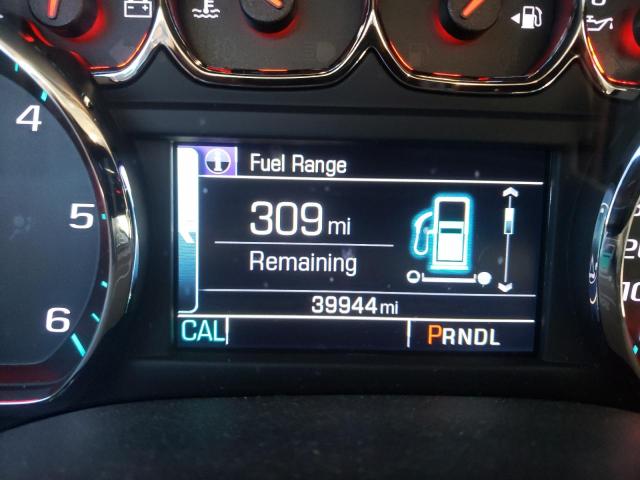 4
5
6
Fuel Range
309 mi
Remaining
39944 mi
CAL
PRNDL